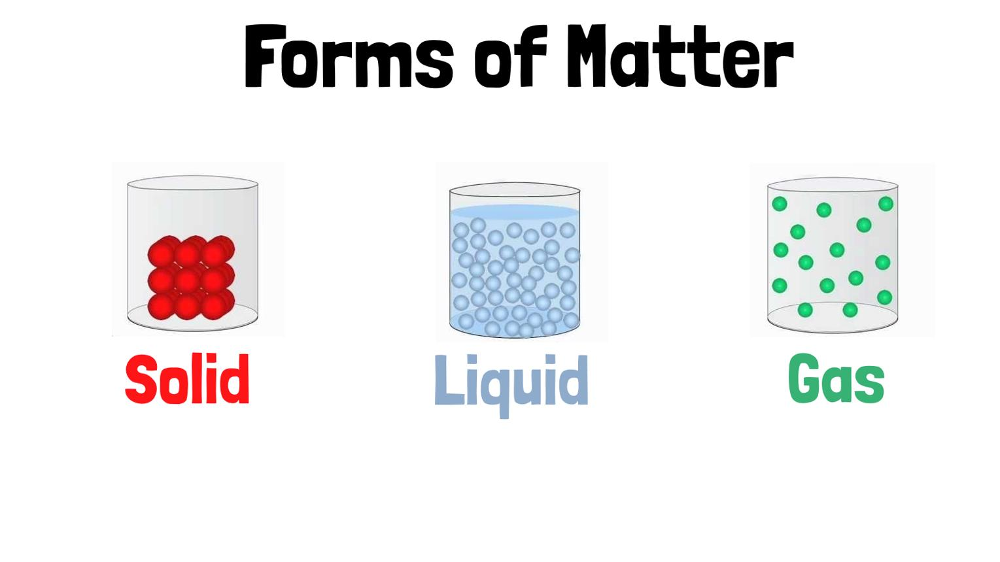 Forms of Matter
Solid
Liquid
Gas